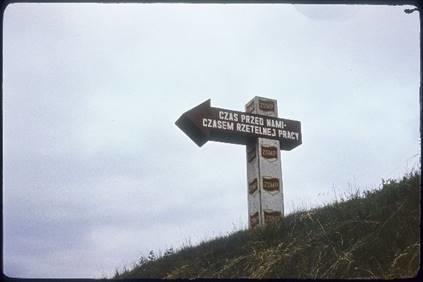 CZAS PRZED NAMI-
CZASEM RZETELNEJ PRACY